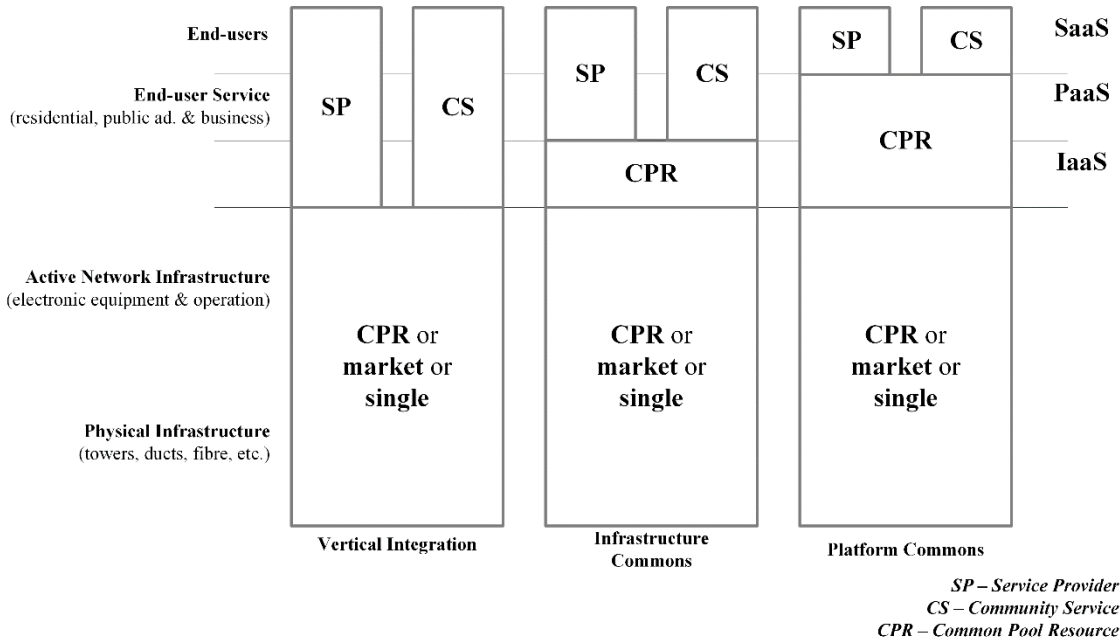 End-users
SP
CS
SaaS
End-user Service
(residential, public ad. & business)
SP
CS
SP
CS
CPR
PaaS
CPR
IaaS
Active Network Infrastructure
(electronic equipment & operation)
CPR or
market or
single
CPR or
market or
single
CPR or
market or
single
Physical Infrastructure
(towers, ducts, fibre, etc.)
Vertical Integration
Infrastructure
Commons
Platform Commons
SP – Service Provider
CS – Community Service
CPR – Common Pool Resource